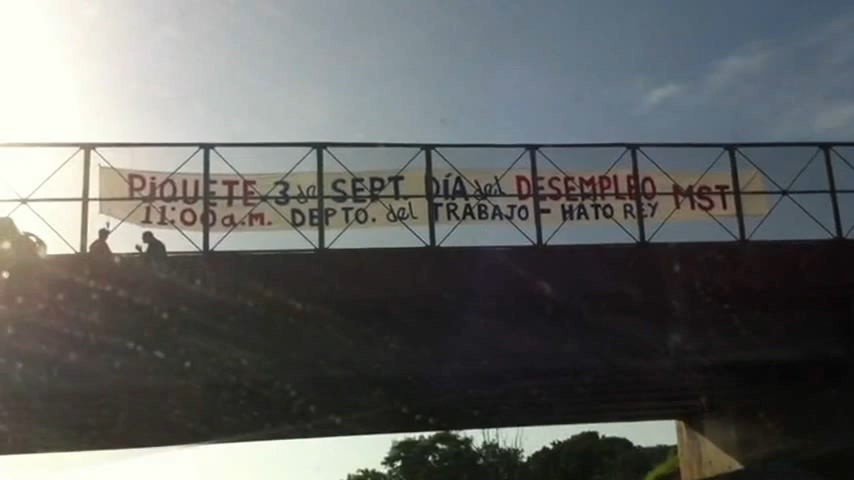 PiQUETE 3 de SEPT. DÍA del DESEMPLEO MST
11:00 a.m. DEPTO. del TRABAJO - HATO REY